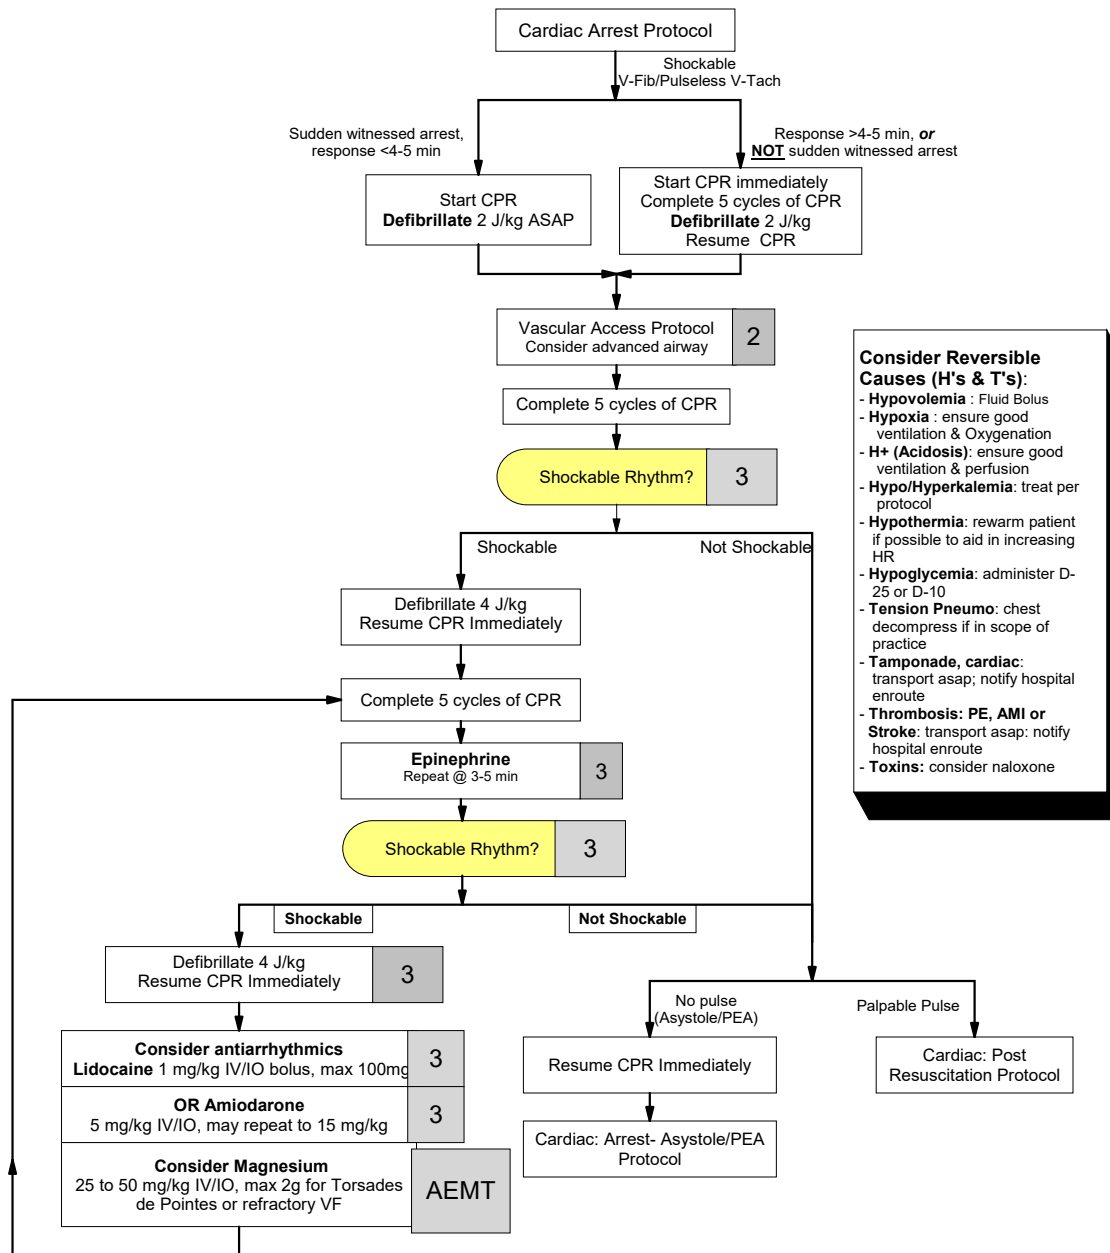 Cardiac Arrest Protocol
Shockable
V-Fib/Pulseless V-Tach
Sudden witnessed arrest,
response <4-5 min
Response >4-5 min, or
NOT sudden witnessed arrest
Start CPR
Defibrillate 2 J/kg ASAP
Start CPR immediately
Complete 5 cycles of CPR
Defibrillate 2 J/kg
Resume CPR
Vascular Access Protocol
Consider advanced airway
2
Complete 5 cycles of CPR
Shockable Rhythm?
3
Shockable
Not Shockable
Defibrillate 4 J/kg
Resume CPR Immediately
Complete 5 cycles of CPR
Epinephrine
Repeat @ 3-5 min
3
Shockable Rhythm?
3
Shockable
Not Shockable
Defibrillate 4 J/kg
Resume CPR Immediately
3
Consider antiarrhythmics
Lidocaine 1 mg/kg IV/IO bolus, max 100mg
3
OR Amiodarone
5 mg/kg IV/IO, may repeat to 15 mg/kg
3
Consider Magnesium
25 to 50 mg/kg IV/IO, max 2g for Torsades
de Pointes or refractory VF
AEMT
No pulse
(Asystole/PEA)
Palpable Pulse
Resume CPR Immediately
Cardiac: Arrest- Asystole/PEA
Protocol
Cardiac: Post
Resuscitation Protocol
Consider Reversible
Causes (H's & T's):
- Hypovolemia : Fluid Bolus
- Hypoxia : ensure good
ventilation & Oxygenation
- H+ (Acidosis): ensure good
ventilation & perfusion
- Hypo/Hyperkalemia: treat per
protocol
- Hypothermia: rewarm patient
if possible to aid in increasing
HR
- Hypoglycemia: administer D-
25 or D-10
- Tension Pneumo: chest
decompress if in scope of
practice
- Tamponade, cardiac:
transport asap; notify hospital
enroute
- Thrombosis: PE, AMI or
Stroke: transport asap: notify
hospital enroute
- Toxins: consider naloxone